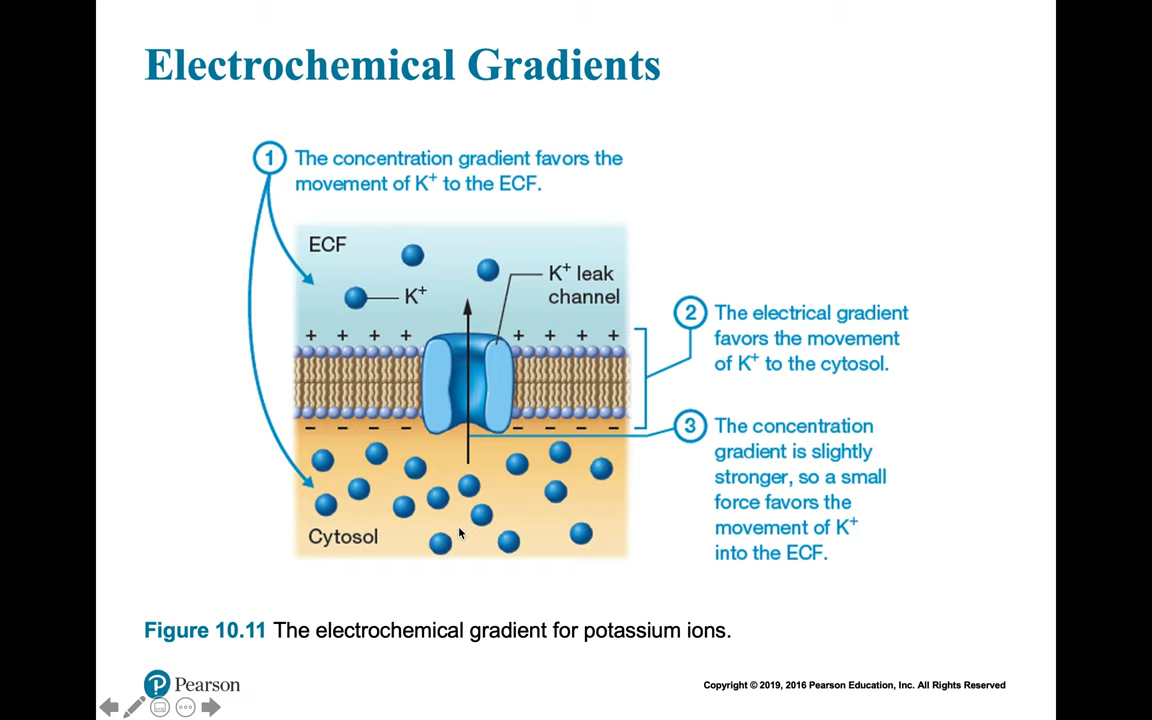 Electrochemical Gradients
1 The concentration gradient favors the
movement of K⁺ to the ECF.
ECF
K⁺
K⁺ leak
channel
+ + + + + + + +
2 The electrical gradient
favors the movement
of K⁺ to the cytosol.
– – – – – – – –
3 The concentration
gradient is slightly
stronger, so a small
force favors the
movement of K⁺
into the ECF.
Cytosol
Figure 10.11 The electrochemical gradient for potassium ions.
P Pearson
Copyright © 2019, 2016 Pearson Education, Inc. All Rights Reserved